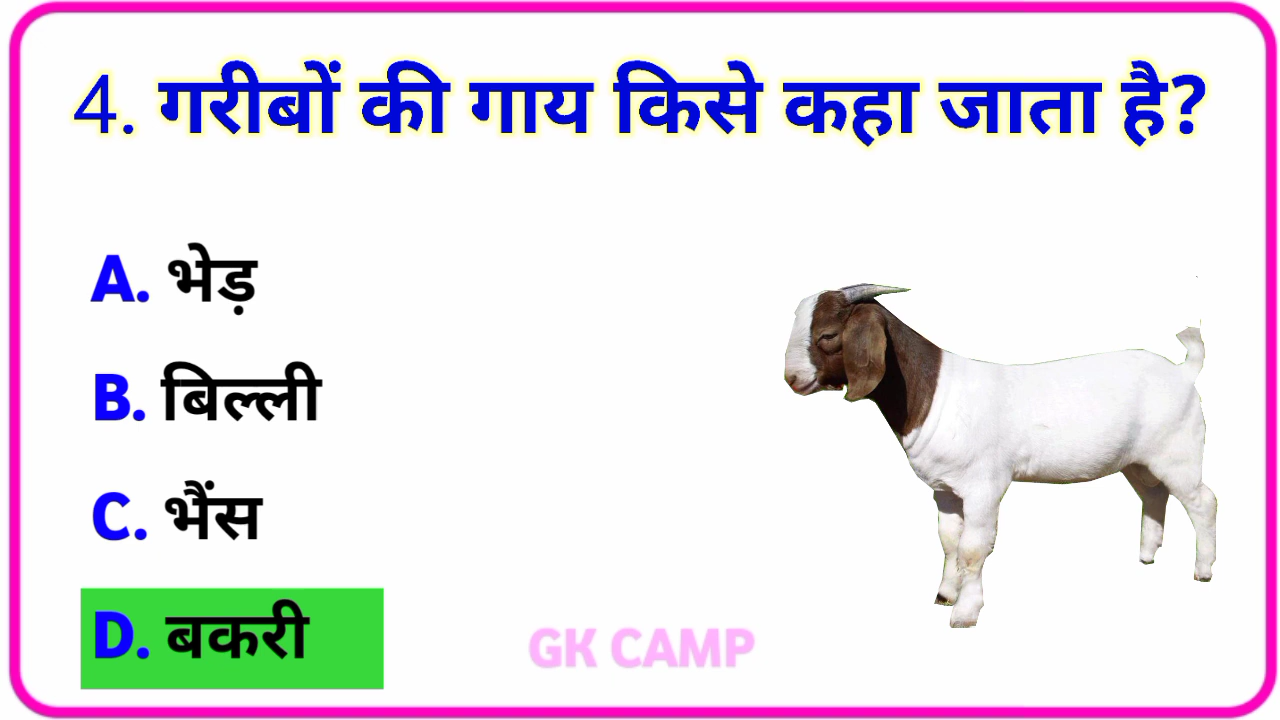 4. गरीबों की गाय किसे कहा जाता है?
A. भेड़
B. बिल्ली
C. भैंस
D. बकरी
GK CAMP